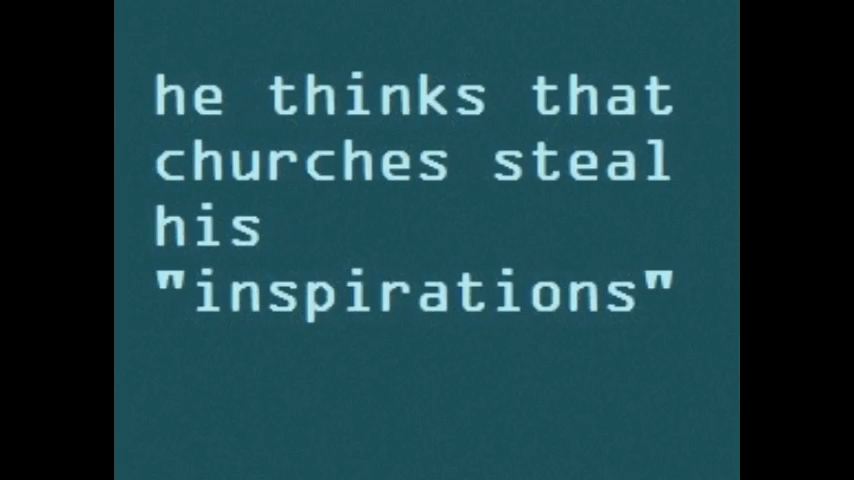 he thinks that
churches steal
his
"inspirations"